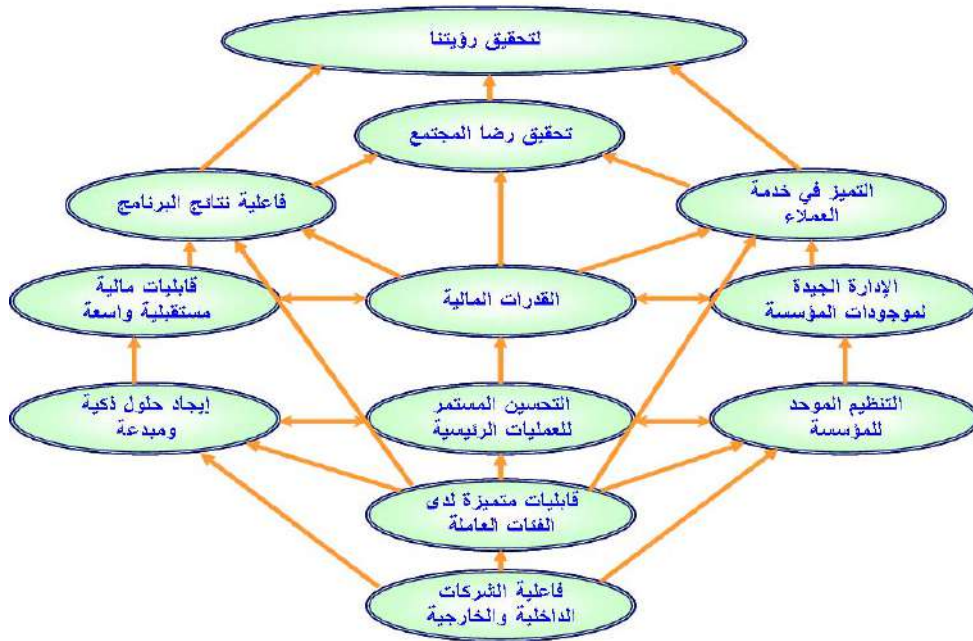 لتحقيق رؤيتنا
تحقيق رضا المجتمع
التميز في خدمة
العملاء
فاعلية نتائج البرنامج
الإدارة الجيدة
لموجودات المؤسسة
القدرات المالية
قابليات مالية
مستقبلية واسعة
التنظيم الموحد
للمؤسسة
التحسين المستمر
للعمليات الرئيسية
إيجاد حلول ذكية
ومبدعة
قابليات متميزة لدى
الفئات العاملة
فاعلية الشركات
الداخلية والخارجية